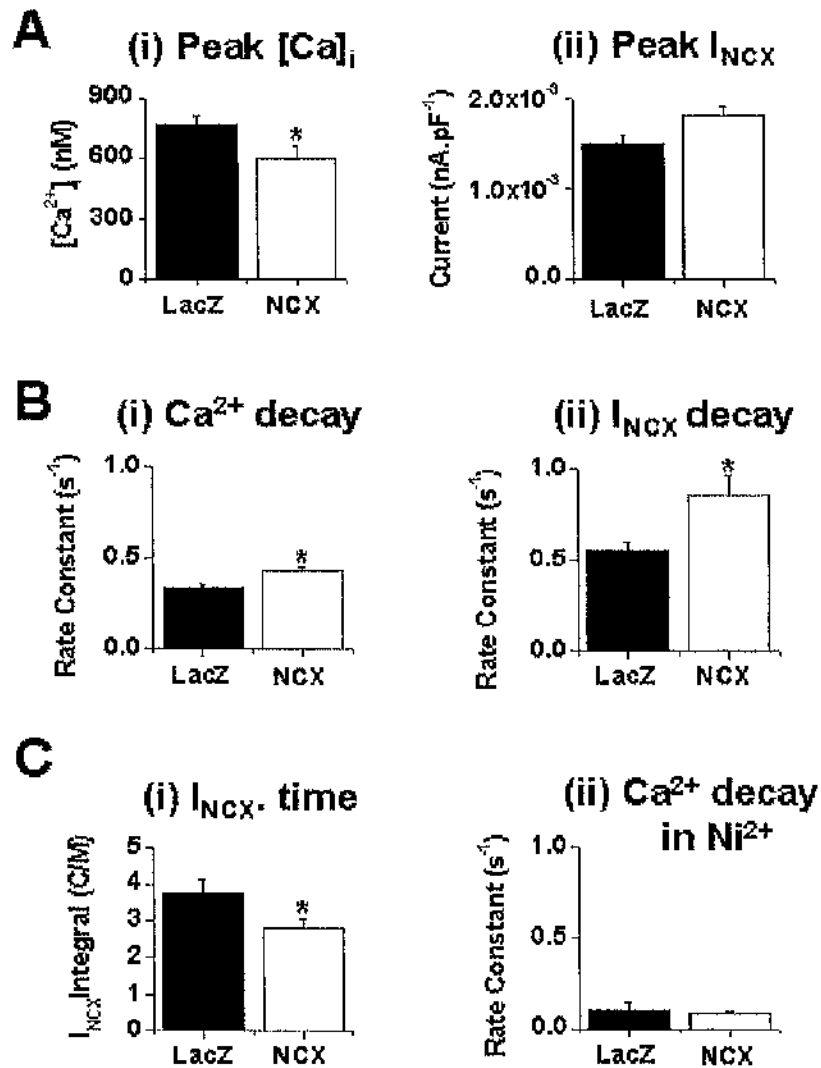 A
(i) Peak [Ca]i
(ii) Peak INCX
[Ca2+] (nM)
900
600
300
0
*
LacZ
NCX
Current (nA.pF-1)
2.0x10-3
1.0x10-3
0.0
LacZ
NCX
B
(i) Ca2+ decay
(ii) INCX decay
Rate Constant (s-1)
1.0
0.5
0.0
*
LacZ
NCX
Rate Constant (s-1)
1.0
0.5
0.0
*
LacZ
NCX
C
(i) INCX. time
(ii) Ca2+ decay
in Ni2+
INCX Integral (C/M)
5
4
3
2
1
0
*
LacZ
NCX
Rate Constant (s-1)
1.0
0.5
0.0
LacZ
NCX